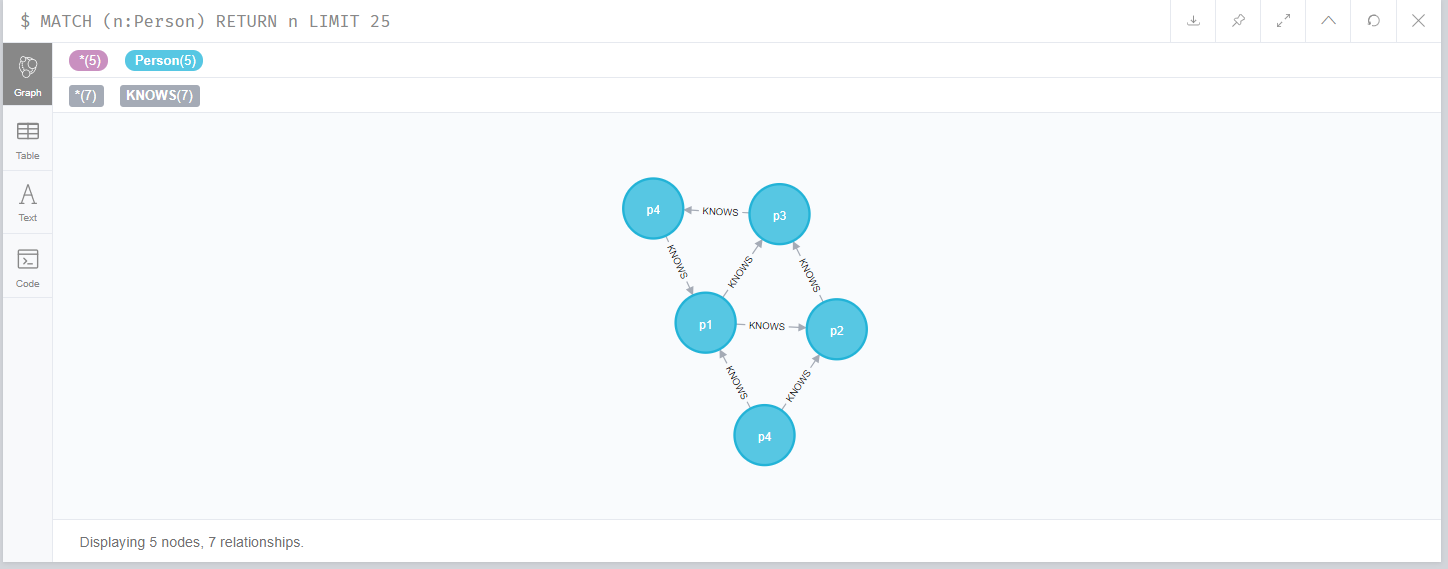 $ MATCH (n:Person) RETURN n LIMIT 25
*(5) Person(5)
*(7) KNOWS(7)
Graph
Table
Text
Code
p4
KNOWS
p3
KNOWS
KNOWS
KNOWS
p1
KNOWS
p2
KNOWS
KNOWS
p4
Displaying 5 nodes, 7 relationships.